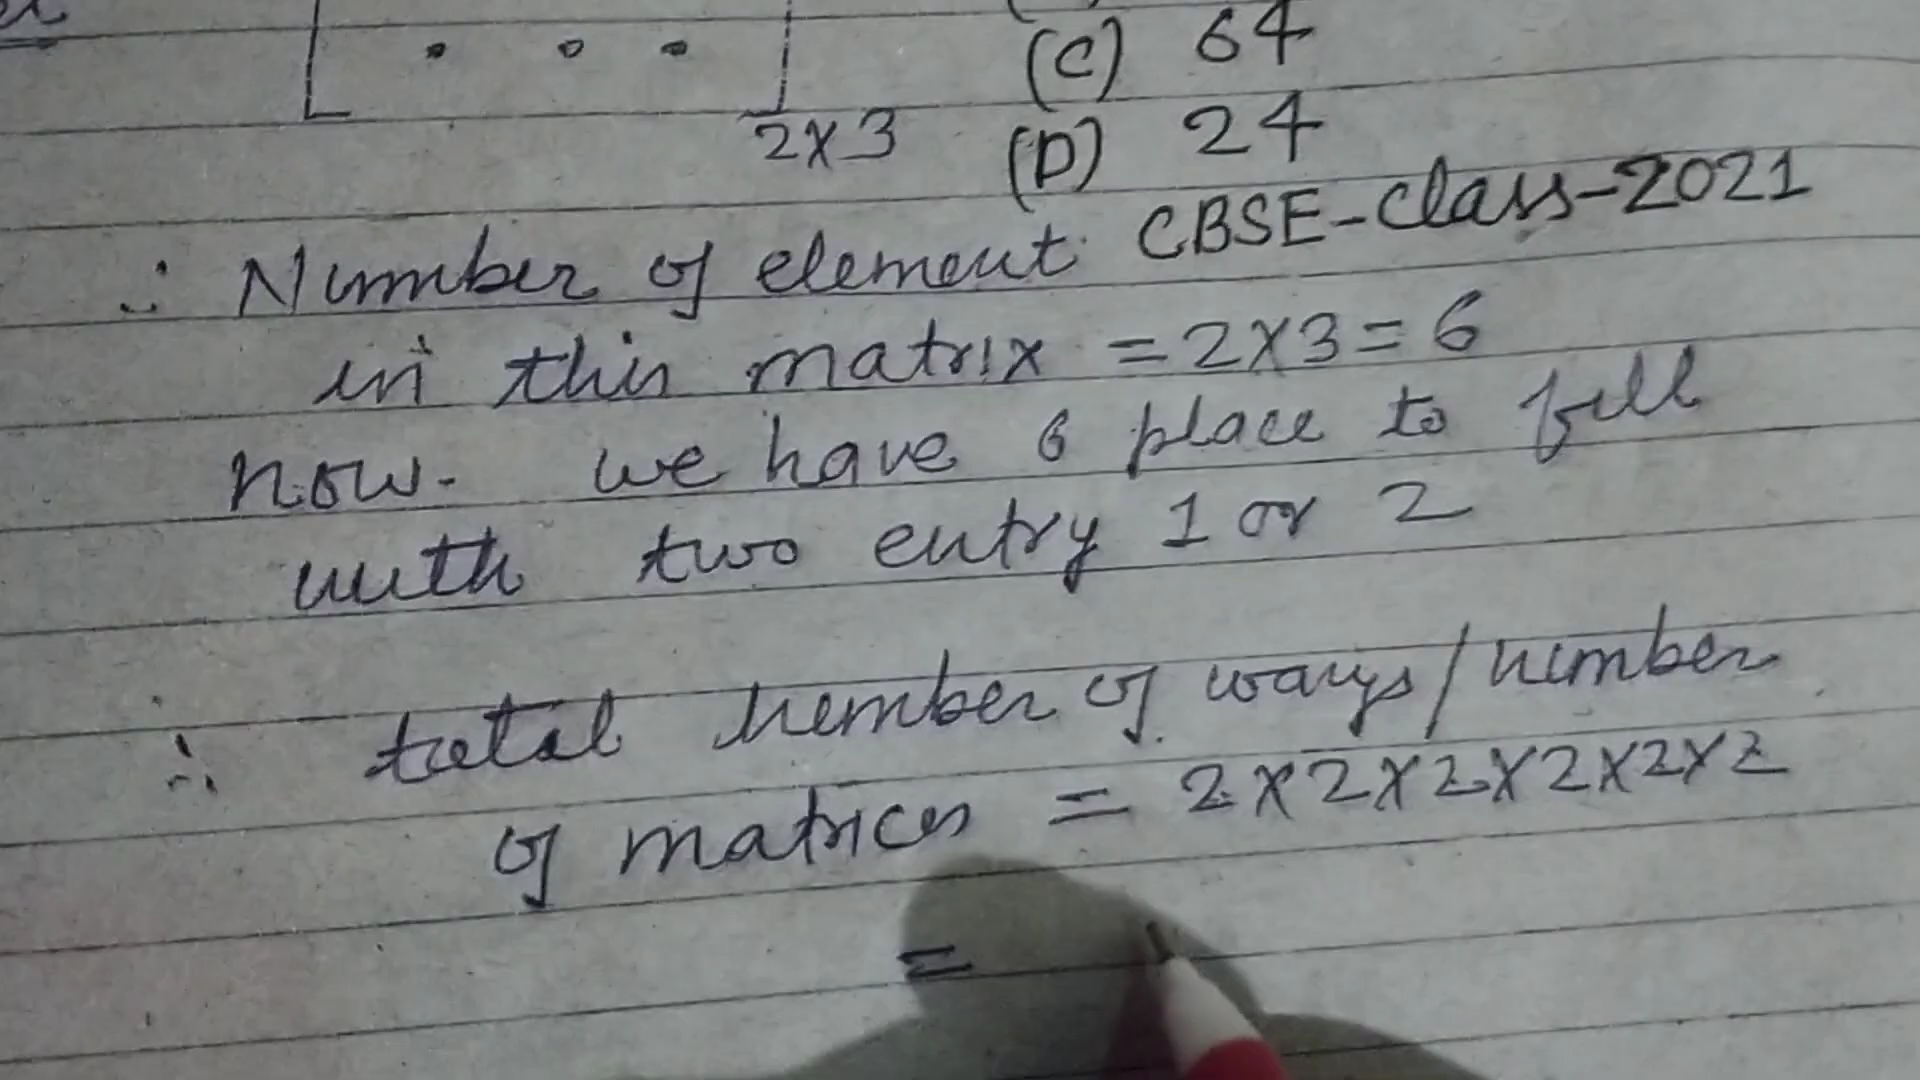 (C) 64
2x3 (D) 24
∴ Number of element CBSE-Class-2021
in this matrix = 2x3=6
now. we have 6 place to fill
with two entry 1 or 2
∴ total number of ways/number
of matrices = 2x2x2x2x2x2
=